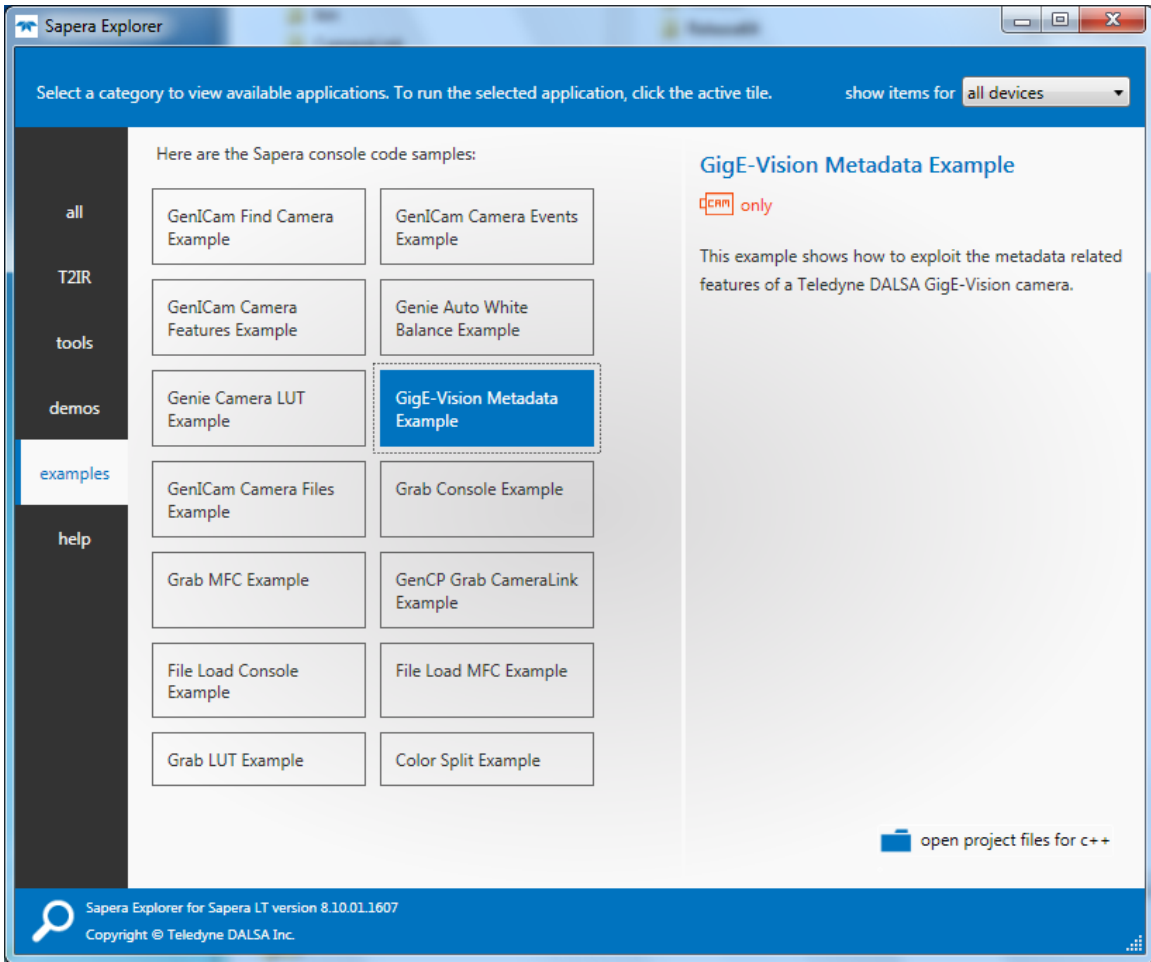 Sapera Explorer
Select a category to view available applications. To run the selected application, click the active tile.
show items for all devices
all
T2IR
tools
demos
examples
help
Here are the Sapera console code samples:
GenICam Find Camera
Example
GenICam Camera Events
Example
GenICam Camera
Features Example
Genie Auto White
Balance Example
Genie Camera LUT
Example
GigE-Vision Metadata
Example
GenICam Camera Files
Example
Grab Console Example
Grab MFC Example
GenCP Grab CameraLink
Example
File Load Console
Example
File Load MFC Example
Grab LUT Example
Color Split Example
GigE-Vision Metadata Example
CAM only
This example shows how to exploit the metadata related
features of a Teledyne DALSA GigE-Vision camera.
open project files for c++
Sapera Explorer for Sapera LT version 8.10.01.1607
Copyright © Teledyne DALSA Inc.